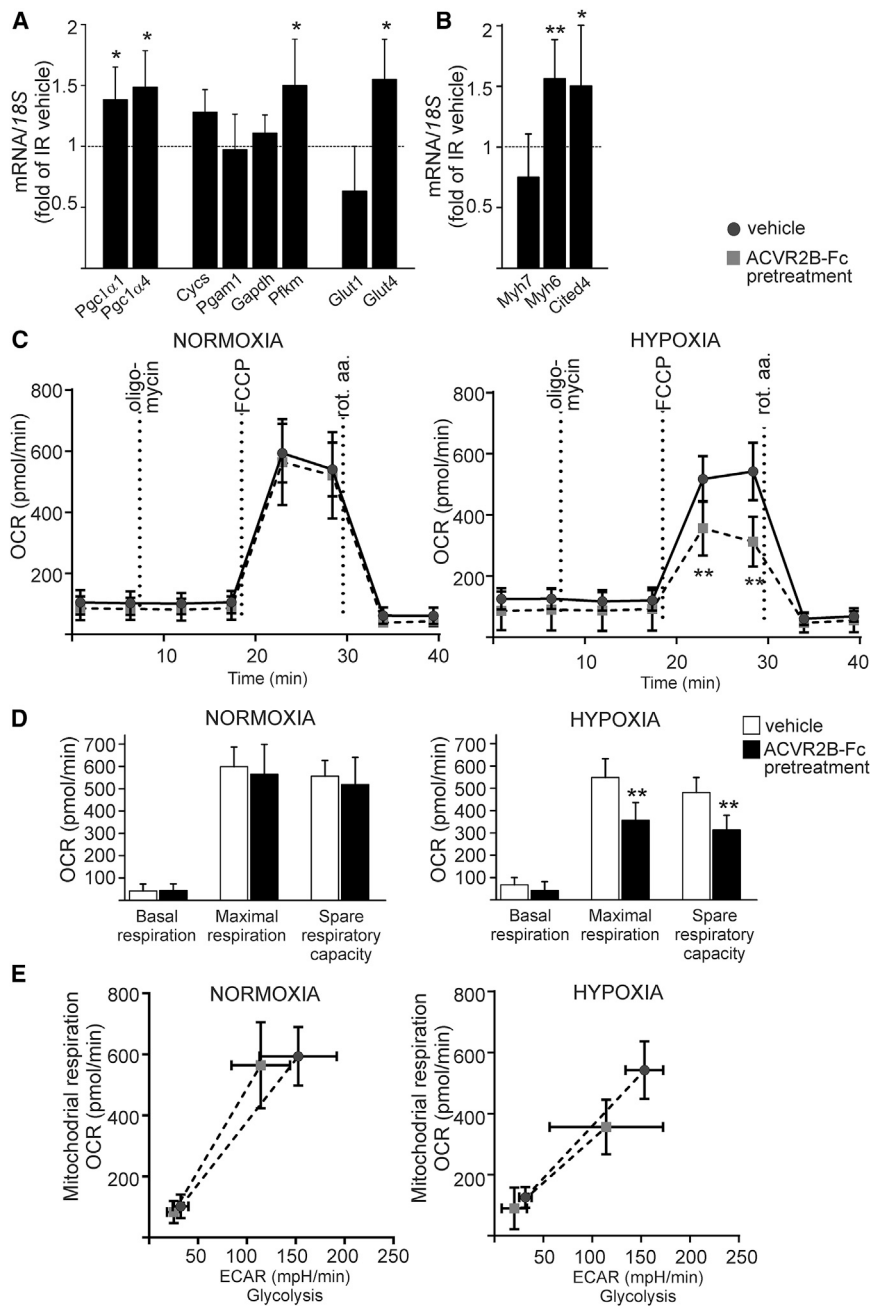 A
mRNA/18S
(fold of IR vehicle)
2
1.5
1
0.5
*
*
*
*
Pgc1α1
Pgc1α4
Cycs
Pgam1
Gapdh
Pfkm
Glut1
Glut4
B
mRNA/18S
(fold of IR vehicle)
2
1.5
1
0.5
**
*
Myh7
Myh6
Cited4
vehicle
ACVR2B-Fc
pretreatment
C
NORMOXIA
OCR (pmol/min)
800
600
400
200
oligo-
mycin
FCCP
rot. aa.
10
20
30
40
Time (min)
HYPOXIA
OCR (pmol/min)
800
600
400
200
oligo-
mycin
FCCP
rot. aa.
**
**
10
20
30
40
Time (min)
D
NORMOXIA
OCR (pmol/min)
700
600
500
400
300
200
100
Basal
respiration
Maximal
respiration
Spare
respiratory
capacity
HYPOXIA
OCR (pmol/min)
700
600
500
400
300
200
100
**
**
Basal
respiration
Maximal
respiration
Spare
respiratory
capacity
vehicle
ACVR2B-Fc
pretreatment
E
NORMOXIA
Mitochodrial respiration
OCR (pmol/min)
800
600
400
200
50
100
150
200
250
ECAR (mpH/min)
Glycolysis
HYPOXIA
Mitochodrial respiration
OCR (pmol/min)
800
600
400
200
50
100
150
200
250
ECAR (mpH/min)
Glycolysis